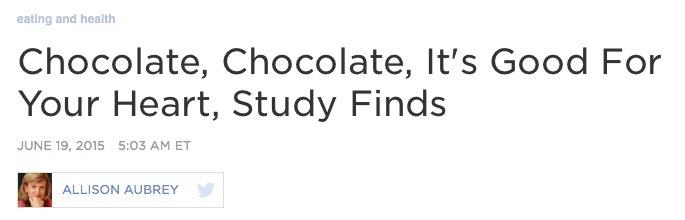 eating and health
Chocolate, Chocolate, It's Good For
Your Heart, Study Finds
JUNE 19, 2015 5:03 AM ET
ALLISON AUBREY